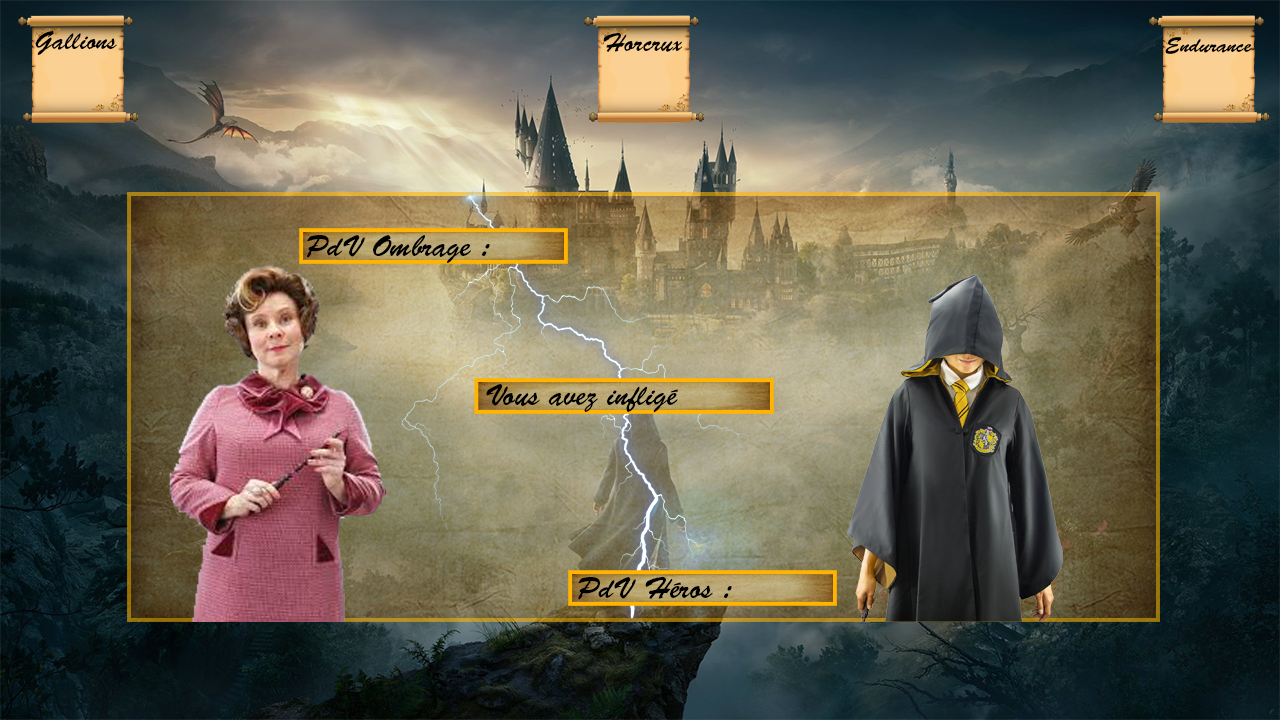 Gallions
Horcrux
Endurance
PdV Ombrage :
Vous avez infligé
PdV Héros :